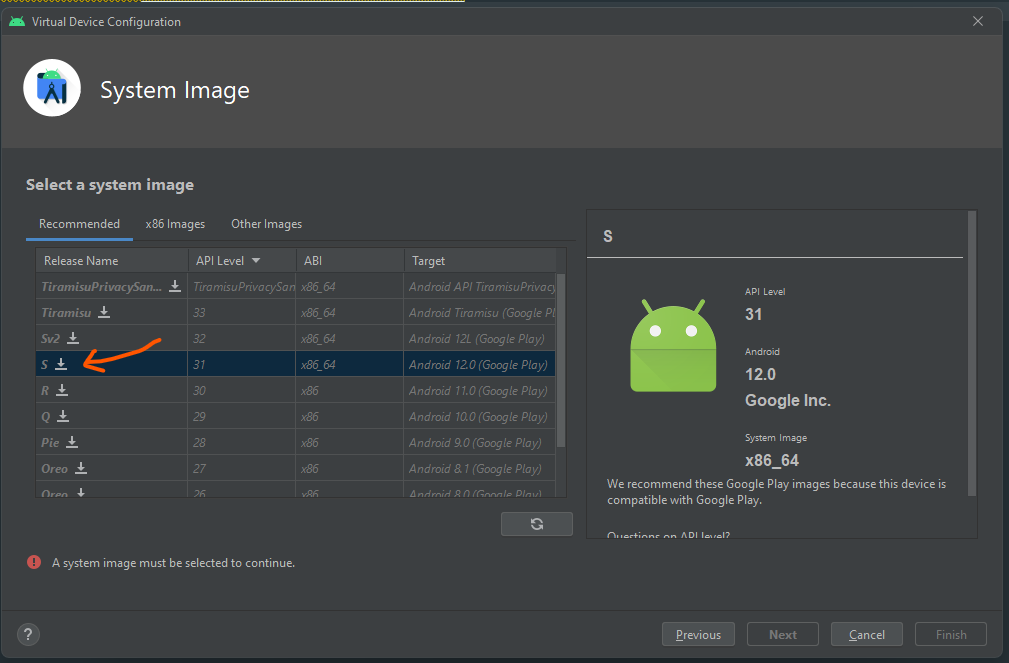 Virtual Device Configuration
System Image
Select a system image
Recommended x86 Images Other Images
Release Name API Level ABI Target
TiramisuPrivacySan... TiramisuPrivacySan x86_64 Android API TiramisuPrivacy
Tiramisu 33 x86_64 Android Tiramisu (Google Pl
Sv2 32 x86_64 Android 12L (Google Play)
S 31 x86_64 Android 12.0 (Google Play)
R 30 x86 Android 11.0 (Google Play)
Q 29 x86 Android 10.0 (Google Play)
Pie 28 x86 Android 9.0 (Google Play)
Oreo 27 x86 Android 8.1 (Google Play)
Oreo 26 x86 Android 8.0 (Google Play)
S
API Level
31
Android
12.0
Google Inc.
System Image
x86_64
We recommend these Google Play images because this device is
compatible with Google Play.
Questions on API level?
A system image must be selected to continue.
? Previous Next Cancel Finish